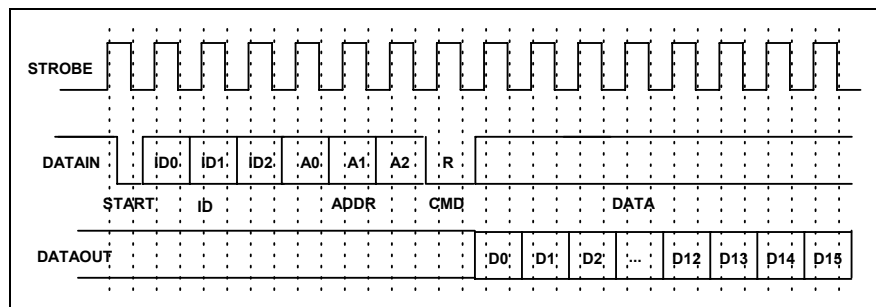 STROBE
DATAIN ID0 ID1 ID2 A0 A1 A2 R
START ID ADDR CMD DATA
DATAOUT D0 D1 D2 ... D12 D13 D14 D15